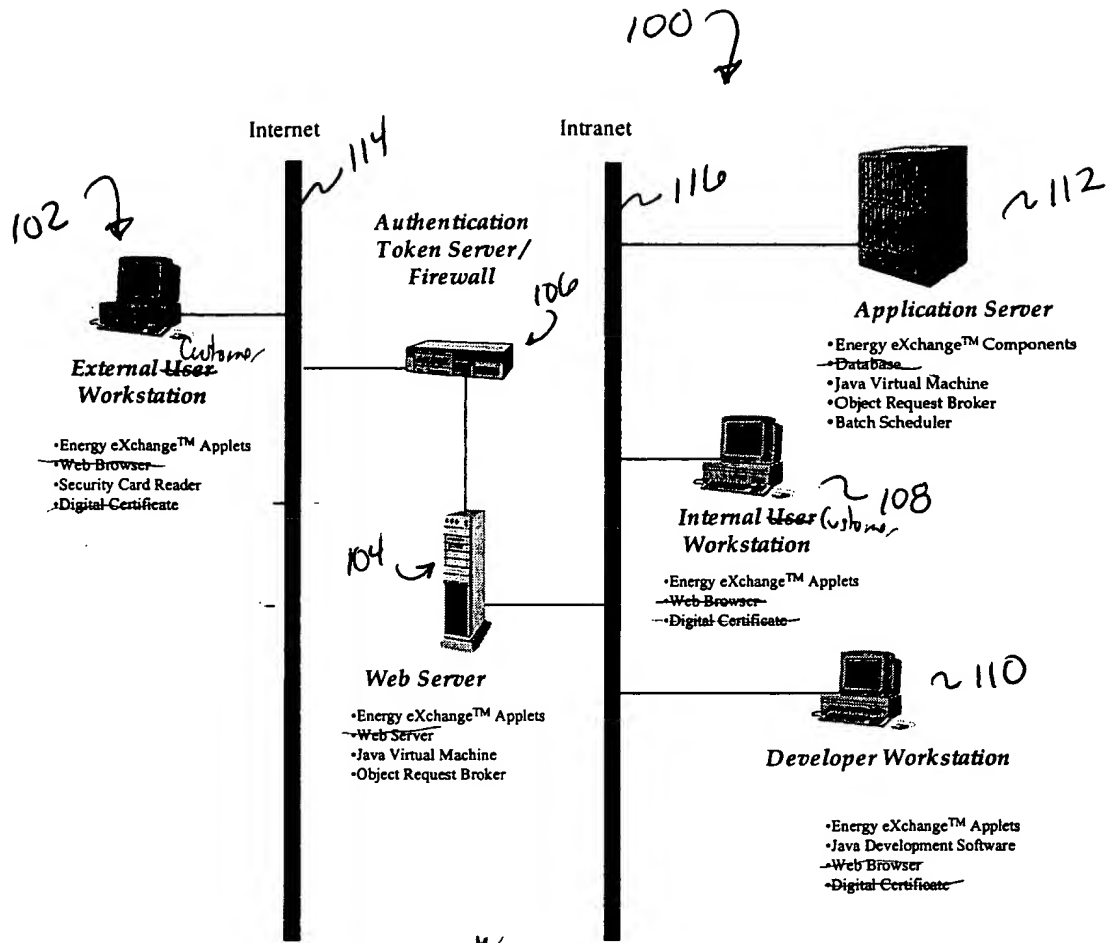 100
Internet
Intranet
114
116
112
102
Authentication
Token Server/
Firewall
106
Application Server
•Energy eXchange™ Components
•Database
•Java Virtual Machine
•Object Request Broker
•Batch Scheduler
Customer
External User
Workstation
•Energy eXchange™ Applets
•Web Browser
•Security Card Reader
•Digital Certificate
108
Internal User Customer
Workstation
•Energy eXchange™ Applets
•Web Browser
•Digital Certificate
104
Web Server
•Energy eXchange™ Applets
•Web Server
•Java Virtual Machine
•Object Request Broker
110
Developer Workstation
•Energy eXchange™ Applets
•Java Development Software
•Web Browser
•Digital Certificate